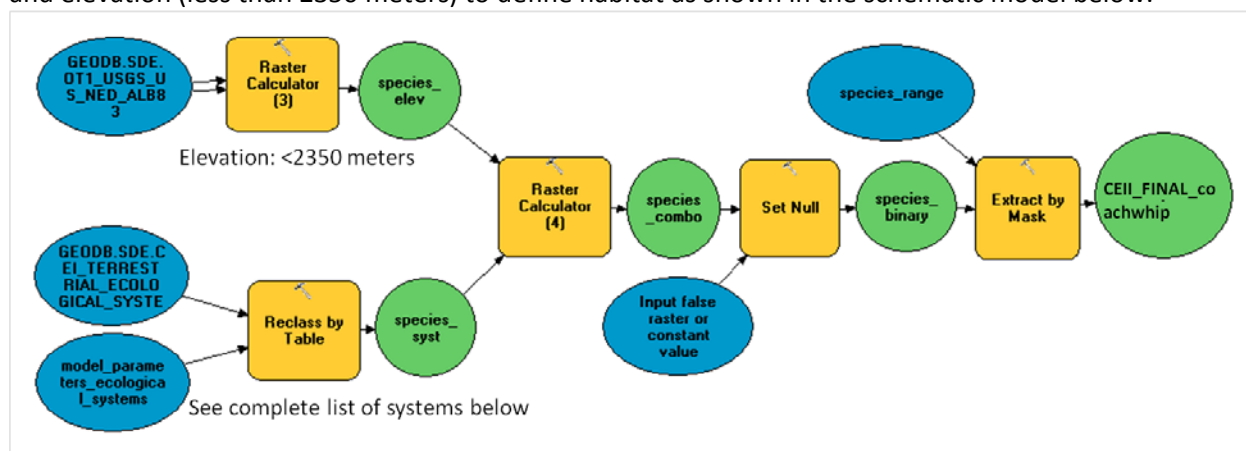 and elevation (less than 2350 meters) to define habitat as shown in the schematic model below.
GEODB.SDE.
OT1_USGS_U
S_NED_ALB8
3
Raster
Calculator
(3)
species_
elev
Elevation: <2350 meters
species_range
Raster
Calculator
(4)
species
_combo
Set Null
species_
binary
Extract by
Mask
CEII_FINAL_co
achwhip
GEODB.SDE.C
EI_TERREST
RIAL_ECOLO
GICAL_SYSTE
Reclass by
Table
species_
syst
Input false
raster or
constant
value
model_parame
ters_ecologica
l_systems
See complete list of systems below